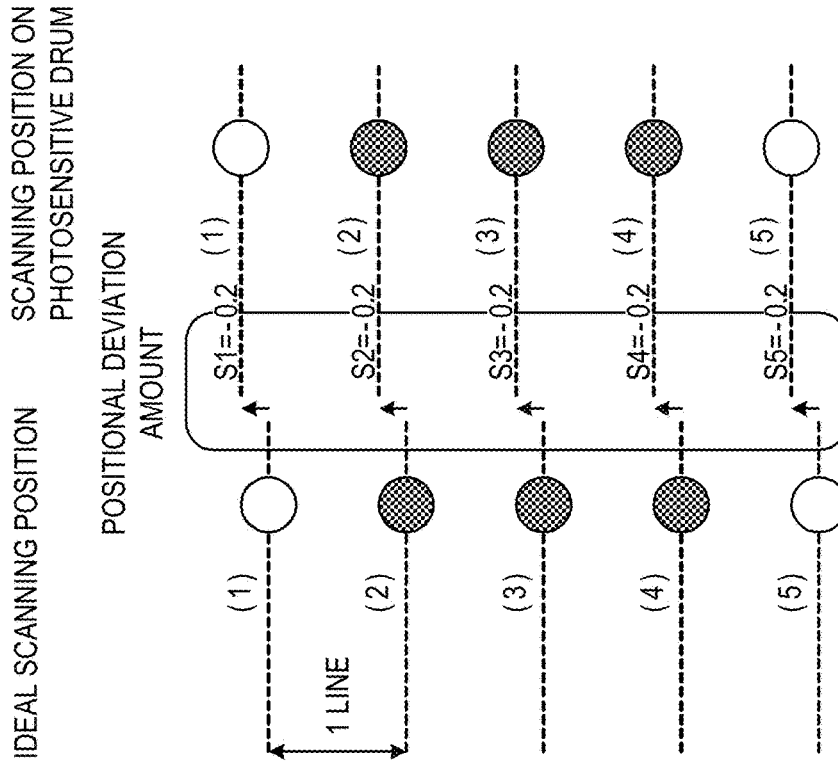 IDEAL SCANNING POSITION
SCANNING POSITION ON
PHOTOSENSITIVE DRUM
POSITIONAL DEVIATION
AMOUNT
1 LINE
(1)
S1=-0.2
(1)
(2)
S2=-0.2
(2)
(3)
S3=-0.2
(3)
(4)
S4=-0.2
(4)
(5)
S5=-0.2
(5)